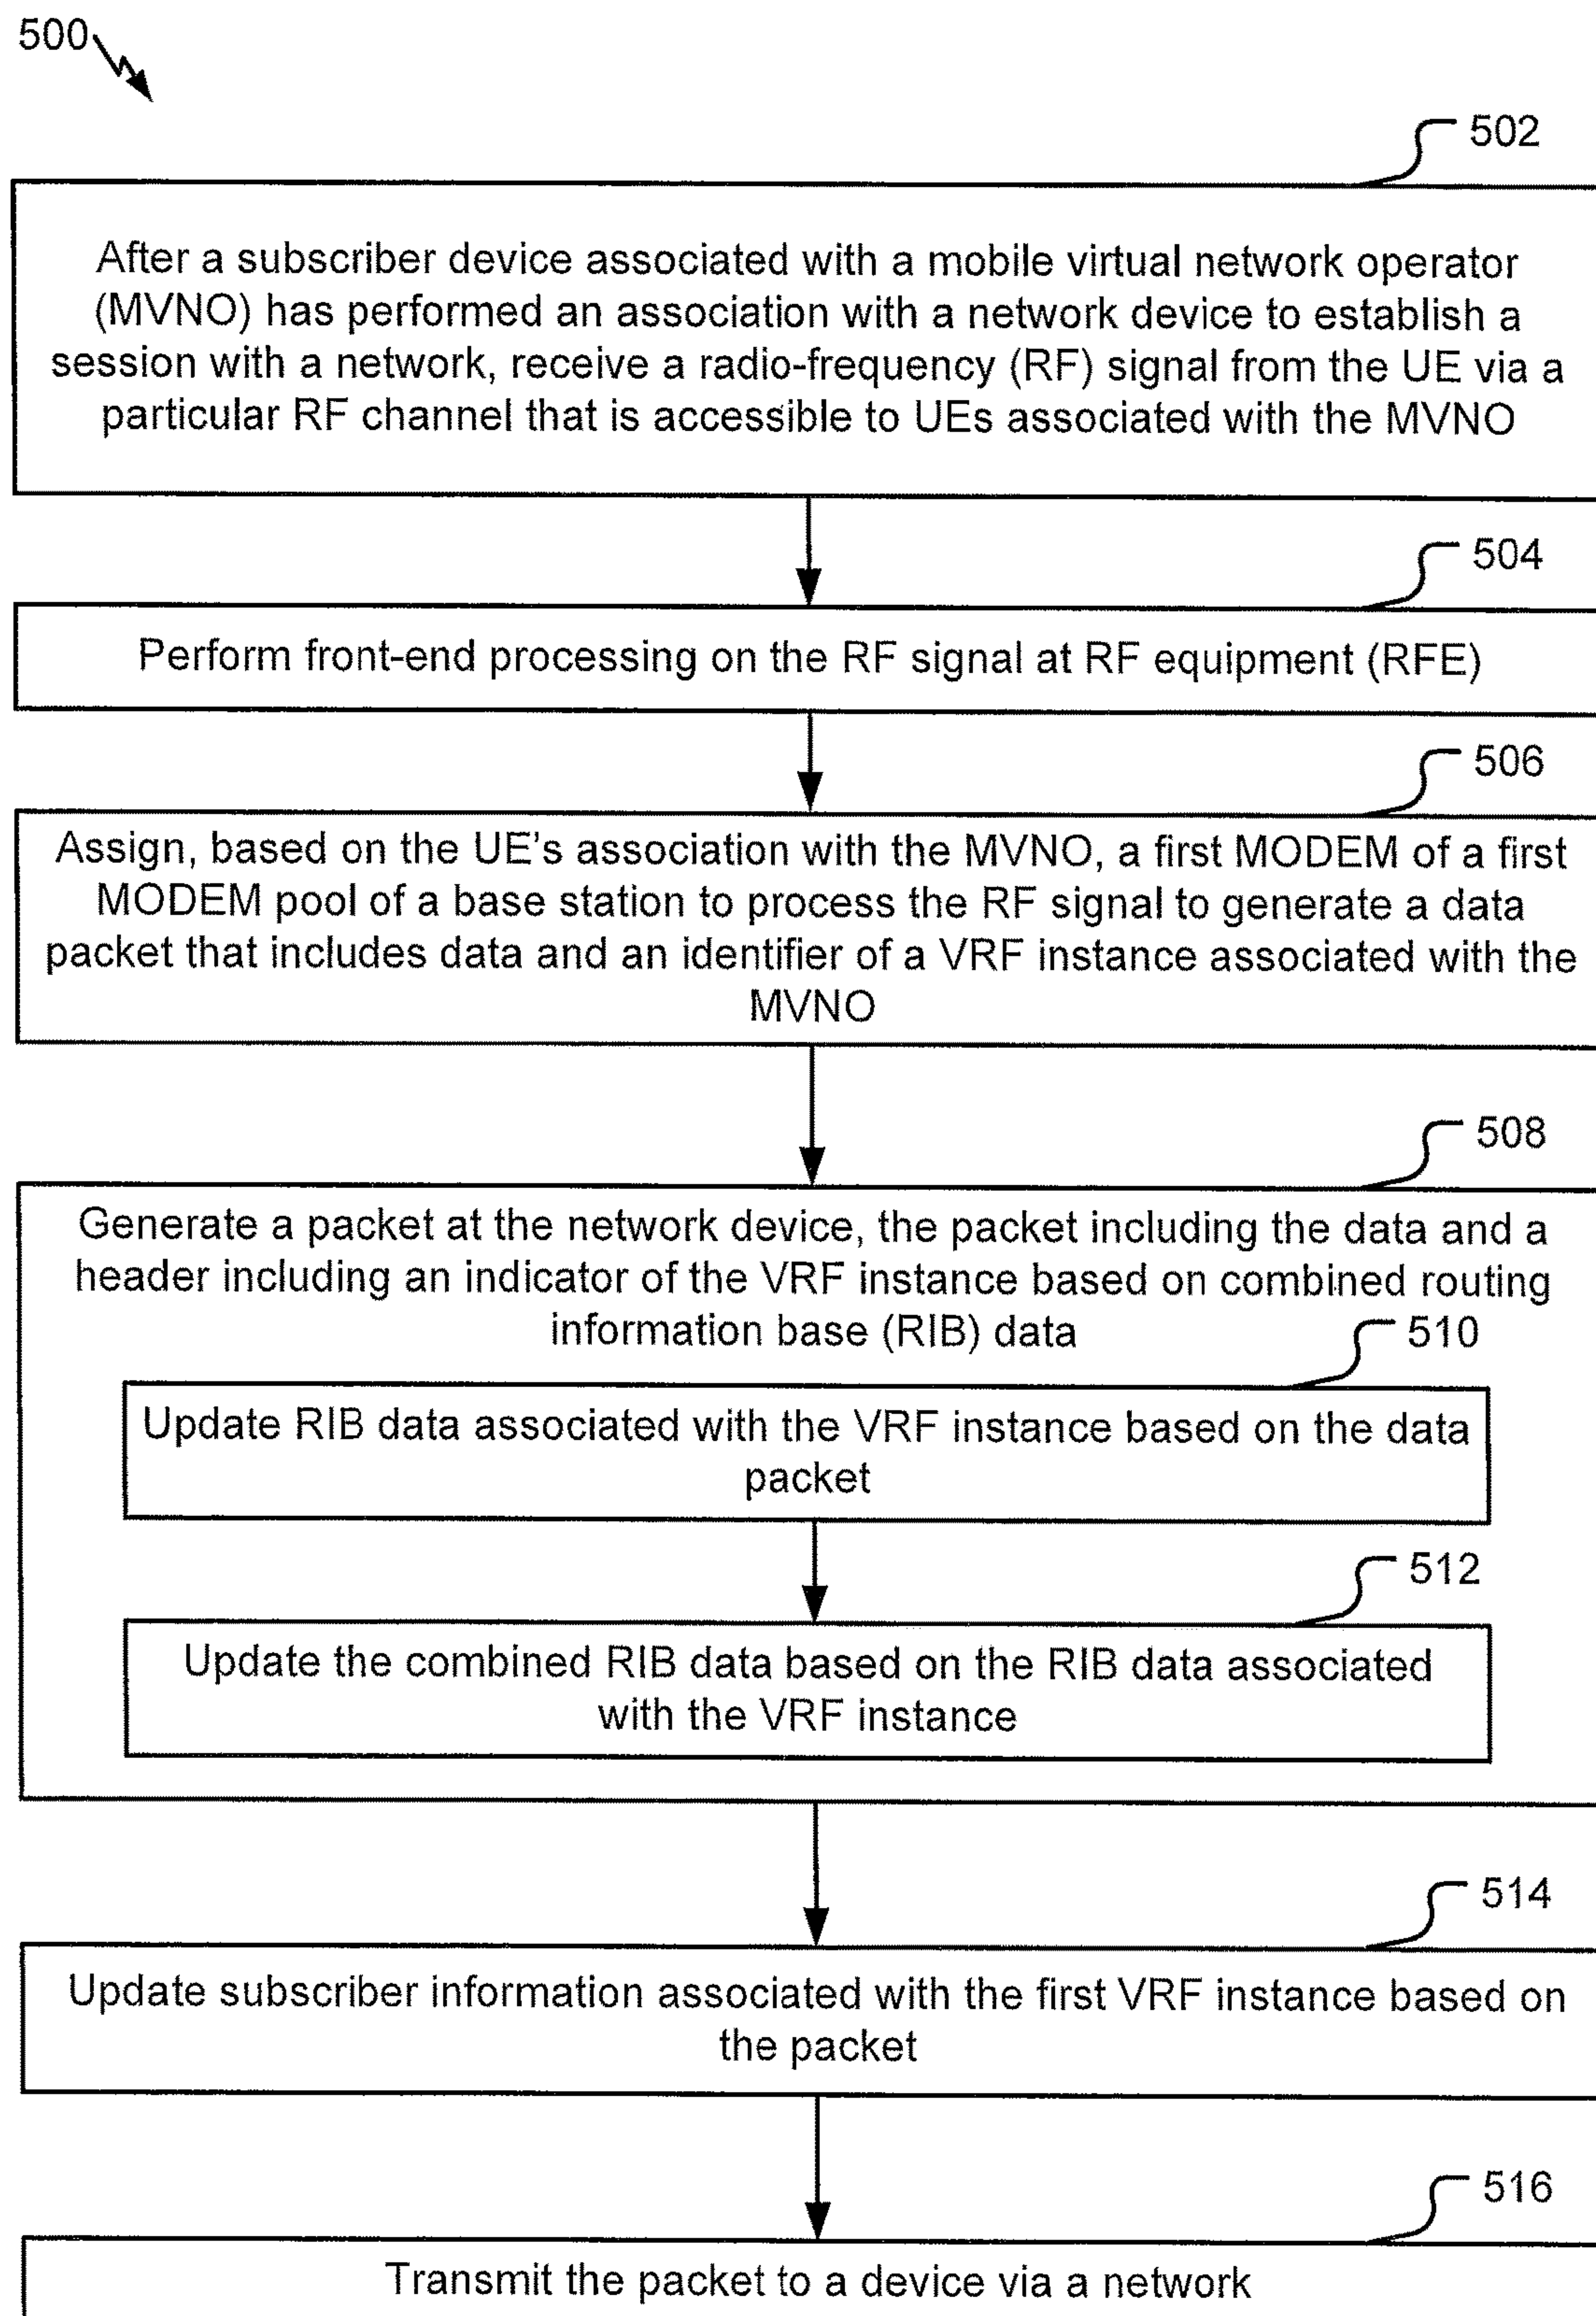 500
502
After a subscriber device associated with a mobile virtual network operator
(MVNO) has performed an association with a network device to establish a
session with a network, receive a radio-frequency (RF) signal from the UE via a
particular RF channel that is accessible to UEs associated with the MVNO
504
Perform front-end processing on the RF signal at RF equipment (RFE)
506
Assign, based on the UE's association with the MVNO, a first MODEM of a first
MODEM pool of a base station to process the RF signal to generate a data
packet that includes data and an identifier of a VRF instance associated with the
MVNO
508
Generate a packet at the network device, the packet including the data and a
header including an indicator of the VRF instance based on combined routing
information base (RIB) data
510
Update RIB data associated with the VRF instance based on the data
packet
512
Update the combined RIB data based on the RIB data associated
with the VRF instance
514
Update subscriber information associated with the first VRF instance based on
the packet
516
Transmit the packet to a device via a network